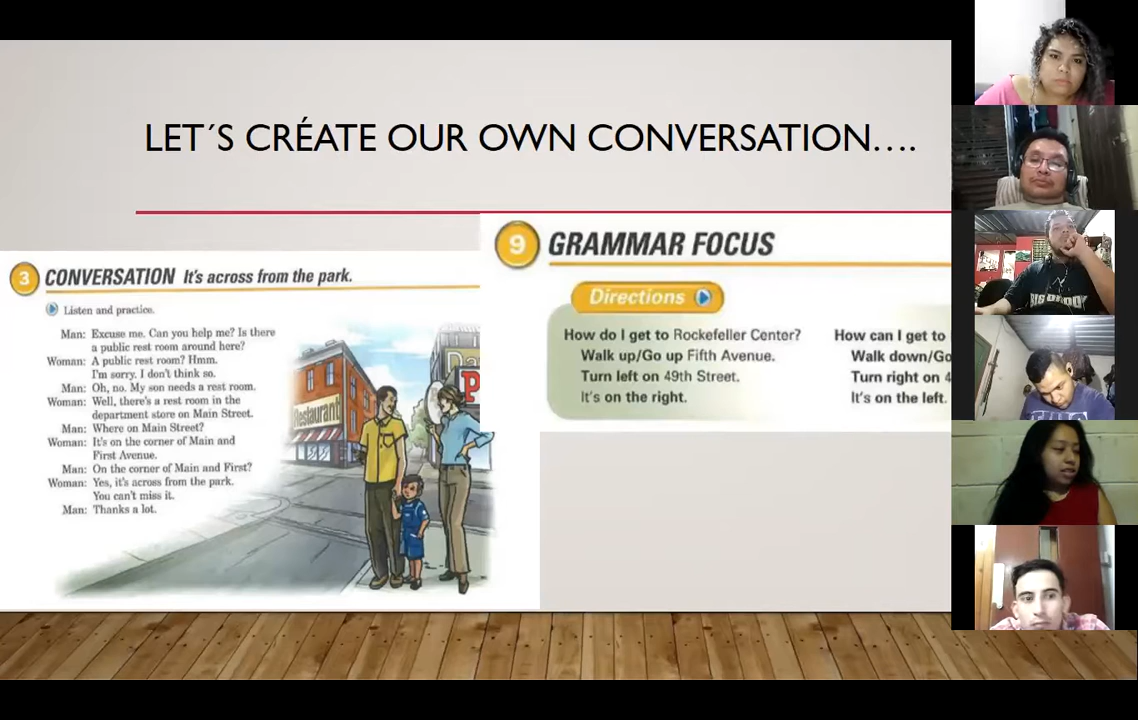 LET´S CRÉATE OUR OWN CONVERSATION....
3 CONVERSATION It's across from the park.
Listen and practice.
Man: Excuse me. Can you help me? Is there
a public rest room around here?
Woman: A public rest room? Hmm.
I'm sorry. I don't think so.
Man: Oh, no. My son needs a rest room.
Woman: Well, there's a rest room in the
department store on Main Street.
Man: Where on Main Street?
Woman: It's on the corner of Main and
First Avenue.
Man: On the corner of Main and First?
Woman: Yes, it's across from the park.
You can't miss it.
Man: Thanks a lot.
Restaurant
9 GRAMMAR FOCUS
Directions
How do I get to Rockefeller Center?
Walk up/Go up Fifth Avenue.
Turn left on 49th Street.
It's on the right.
How can I get to
Walk down/Go
Turn right on 4
It's on the left.